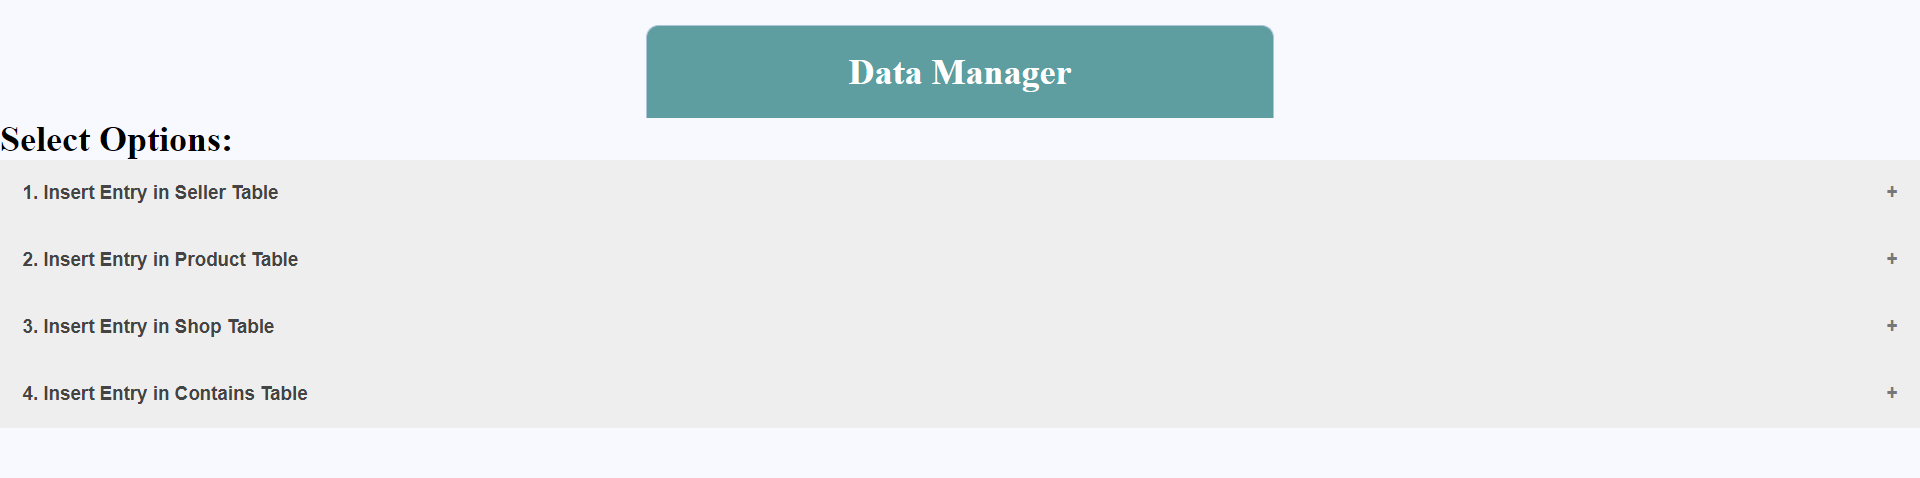 Data Manager
Select Options:
1. Insert Entry in Seller Table +
2. Insert Entry in Product Table +
3. Insert Entry in Shop Table +
4. Insert Entry in Contains Table +